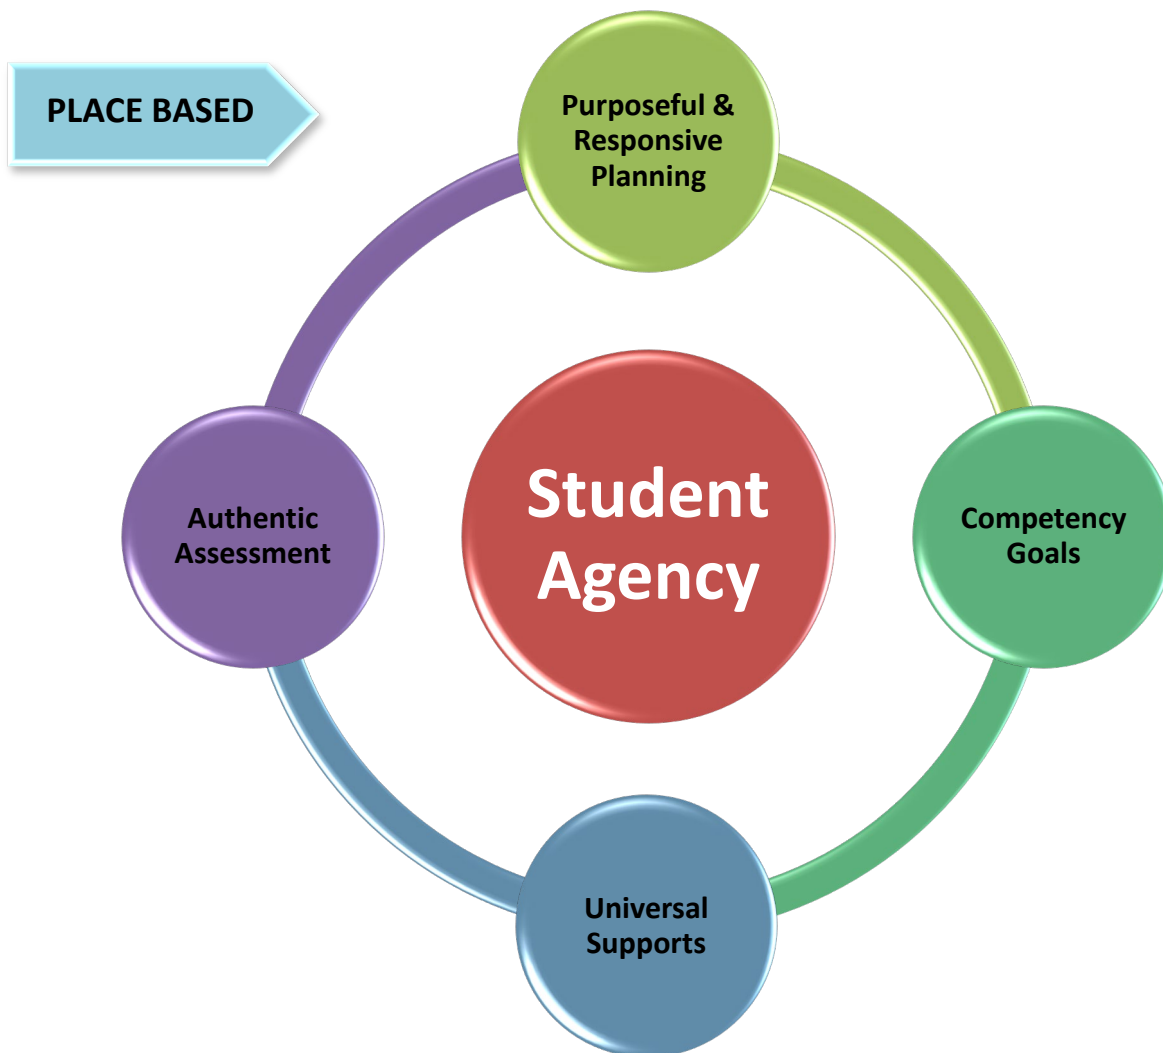 PLACE BASED
Purposeful &
Responsive
Planning
Authentic
Assessment
Student
Agency
Competency
Goals
Universal
Supports